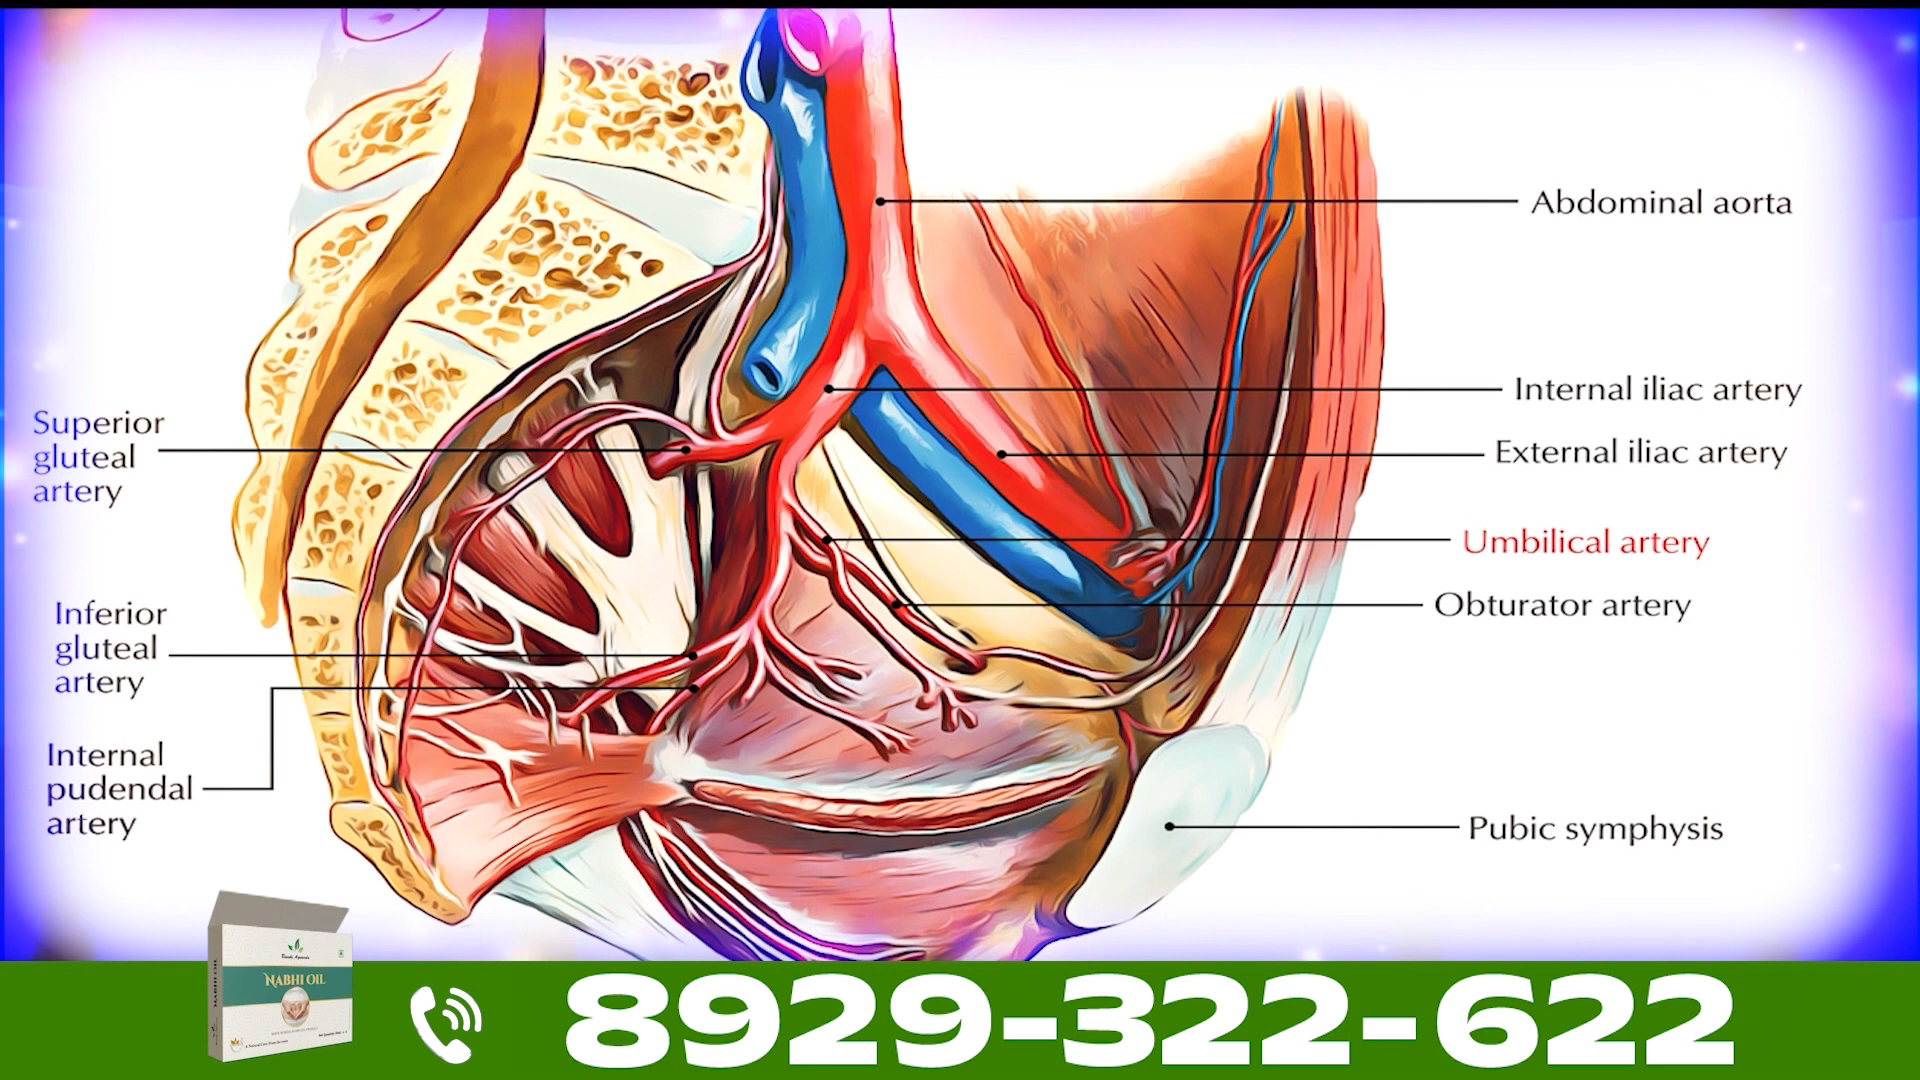 Abdominal aorta
Internal iliac artery
External iliac artery
Umbilical artery
Obturator artery
Pubic symphysis
Superior
gluteal
artery
Inferior
gluteal
artery
Internal
pudendal
artery
NABHI OIL
8929-322-622